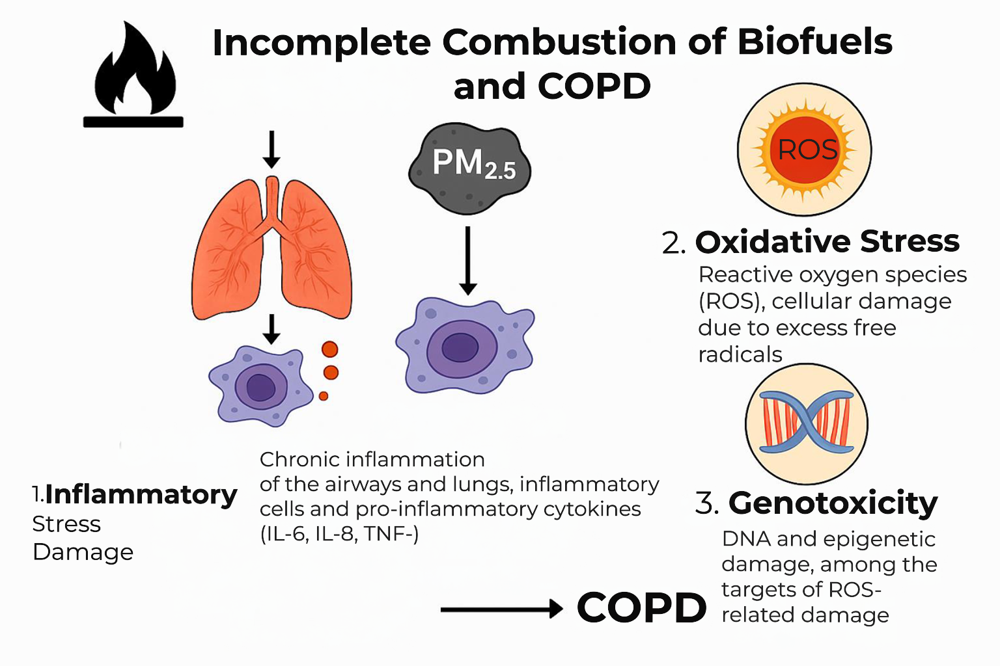 Incomplete Combustion of Biofuels
and COPD
PM2.5
ROS
2. Oxidative Stress
Reactive oxygen species
(ROS), cellular damage
due to excess free
radicals
1.Inflammatory
Stress
Damage
Chronic inflammation
of the airways and lungs, inflammatory
cells and pro-inflammatory cytokines
(IL-6, IL-8, TNF-)
3. Genotoxicity
DNA and epigenetic
damage, among the
targets of ROS-
related damage
COPD